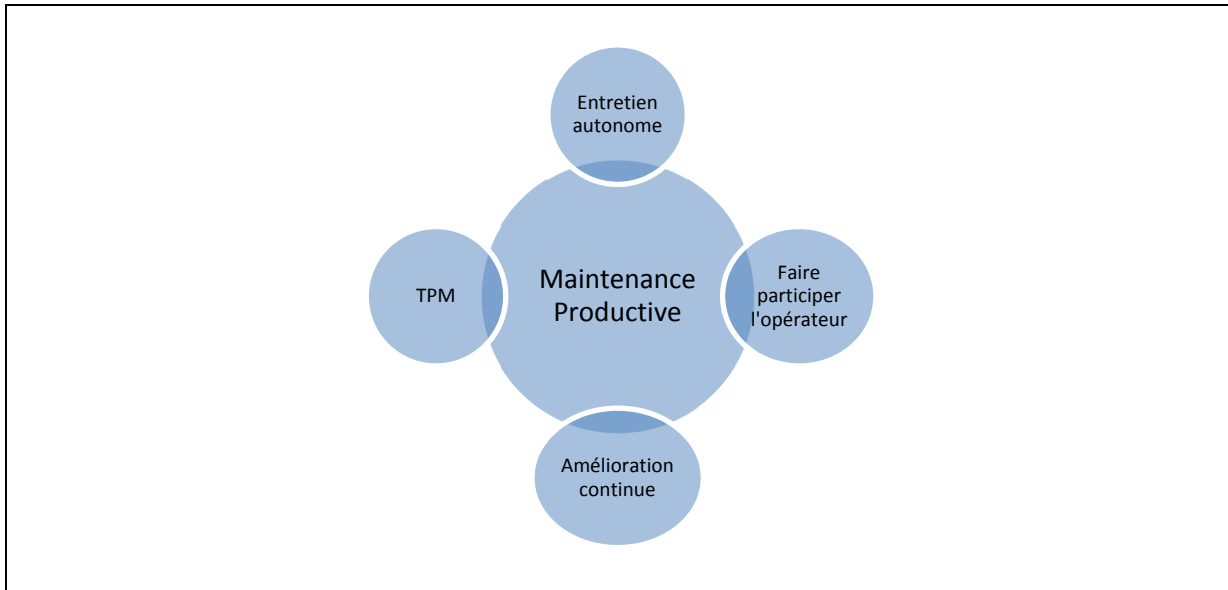 Entretien
autonome
Maintenance
Productive
Faire
participer
l'opérateur
TPM
Amélioration
continue